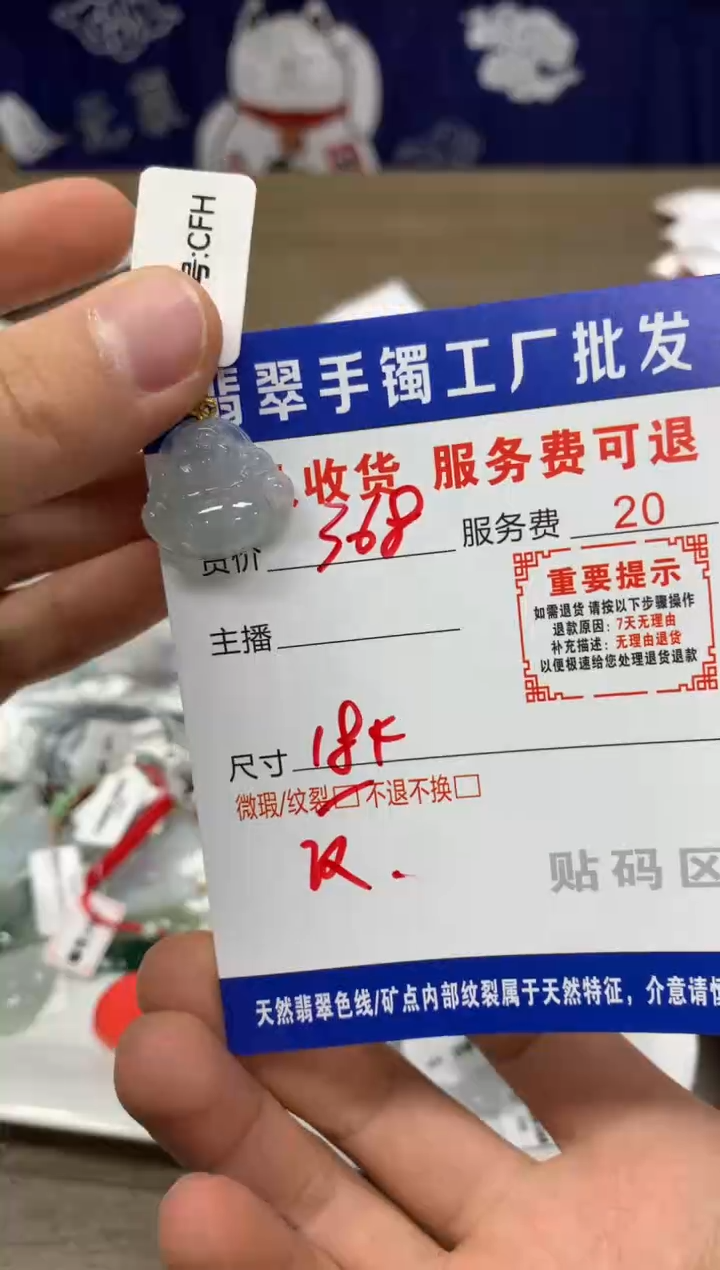 号:CFH
翡翠手镯工厂批发
收货 服务费可退
货价 368 服务费 20
重要提示
如需退货 请按以下步骤操作
退款原因：7天无理由
补充描述：无理由退货
以便极速给您处理退货退款
主播
尺寸 18K
微瑕/纹裂 不退不换
贴码区
天然翡翠色线/矿点内部纹裂属于天然特征，介意请